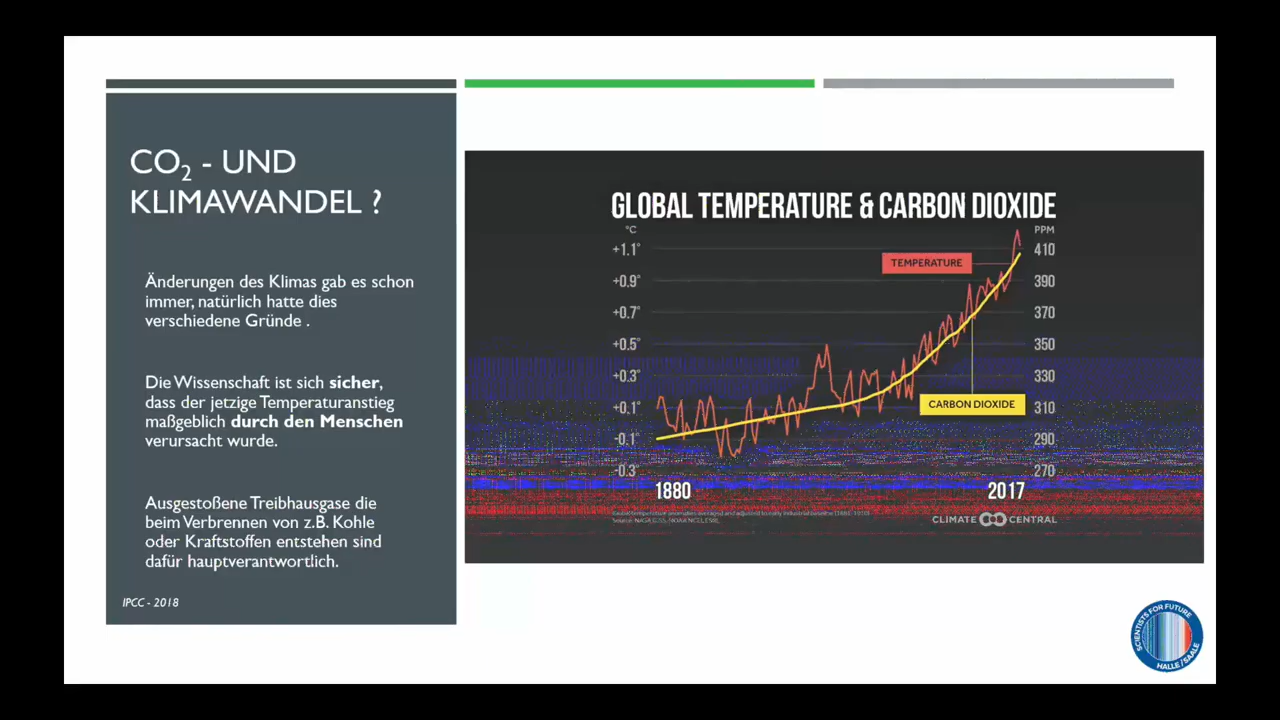 CO₂ - UND
KLIMAWANDEL ?
Änderungen des Klimas gab es schon
immer, natürlich hatte dies
verschiedene Gründe .
Die Wissenschaft ist sich sicher,
dass der jetzige Temperaturanstieg
maßgeblich durch den Menschen
verursacht wurde.
Ausgestoßene Treibhausgase die
beim Verbrennen von z.B. Kohle
oder Kraftstoffen entstehen sind
dafür hauptverantwortlich.
IPCC - 2018
GLOBAL TEMPERATURE & CARBON DIOXIDE
°C
PPM
+1.1°
410
TEMPERATURE
+0.9°
390
+0.7°
370
+0.5°
350
+0.3°
330
+0.1°
CARBON DIOXIDE
310
-0.1°
290
-0.3°
270
1880
2017
CLIMATE CENTRAL
SCIENTISTS FOR FUTURE
HALLE/SAALE